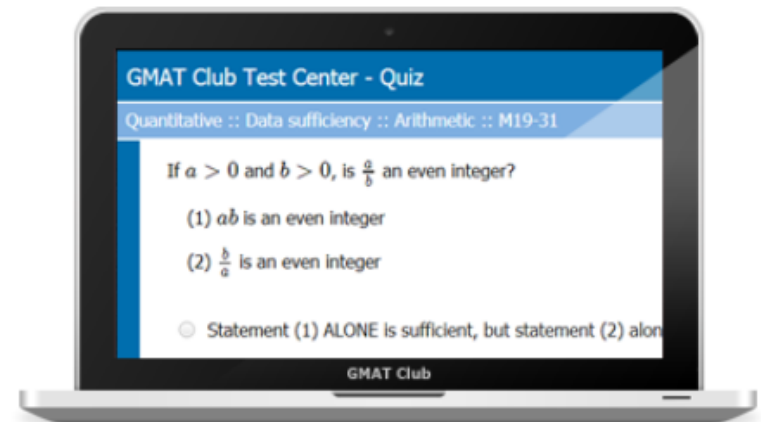 GMAT Club Test Center - Quiz
Quantitative :: Data sufficiency :: Arithmetic :: M19-31
If a > 0 and b > 0, is a/b an even integer?
(1) ab is an even integer
(2) b/a is an even integer
Statement (1) ALONE is sufficient, but statement (2) alon
GMAT Club